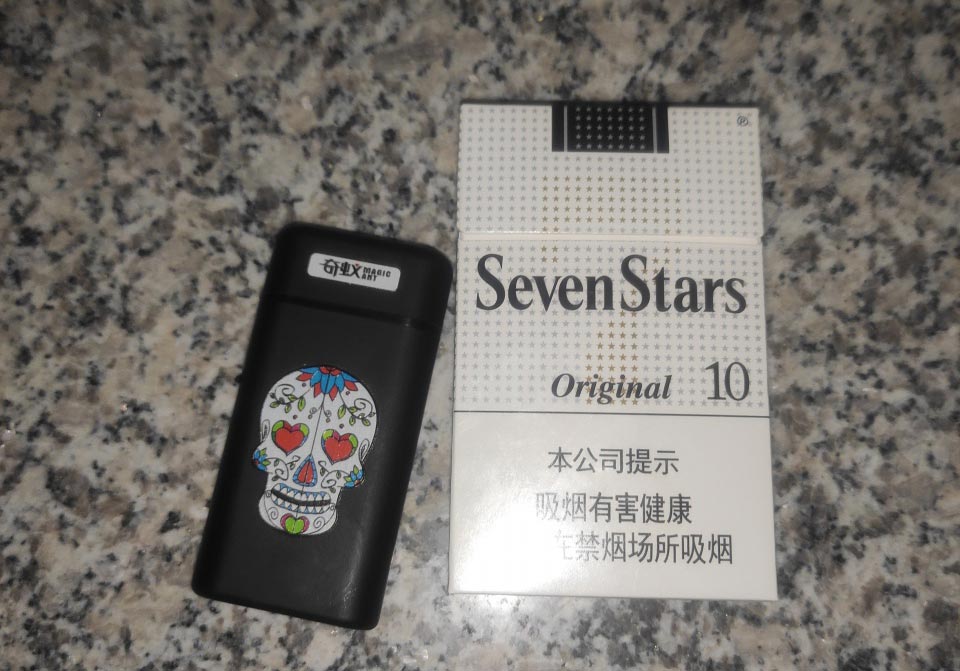 奇蚁 MAGIC ANT
Seven Stars
Original 10
本公司提示
吸烟有害健康
在禁烟场所吸烟